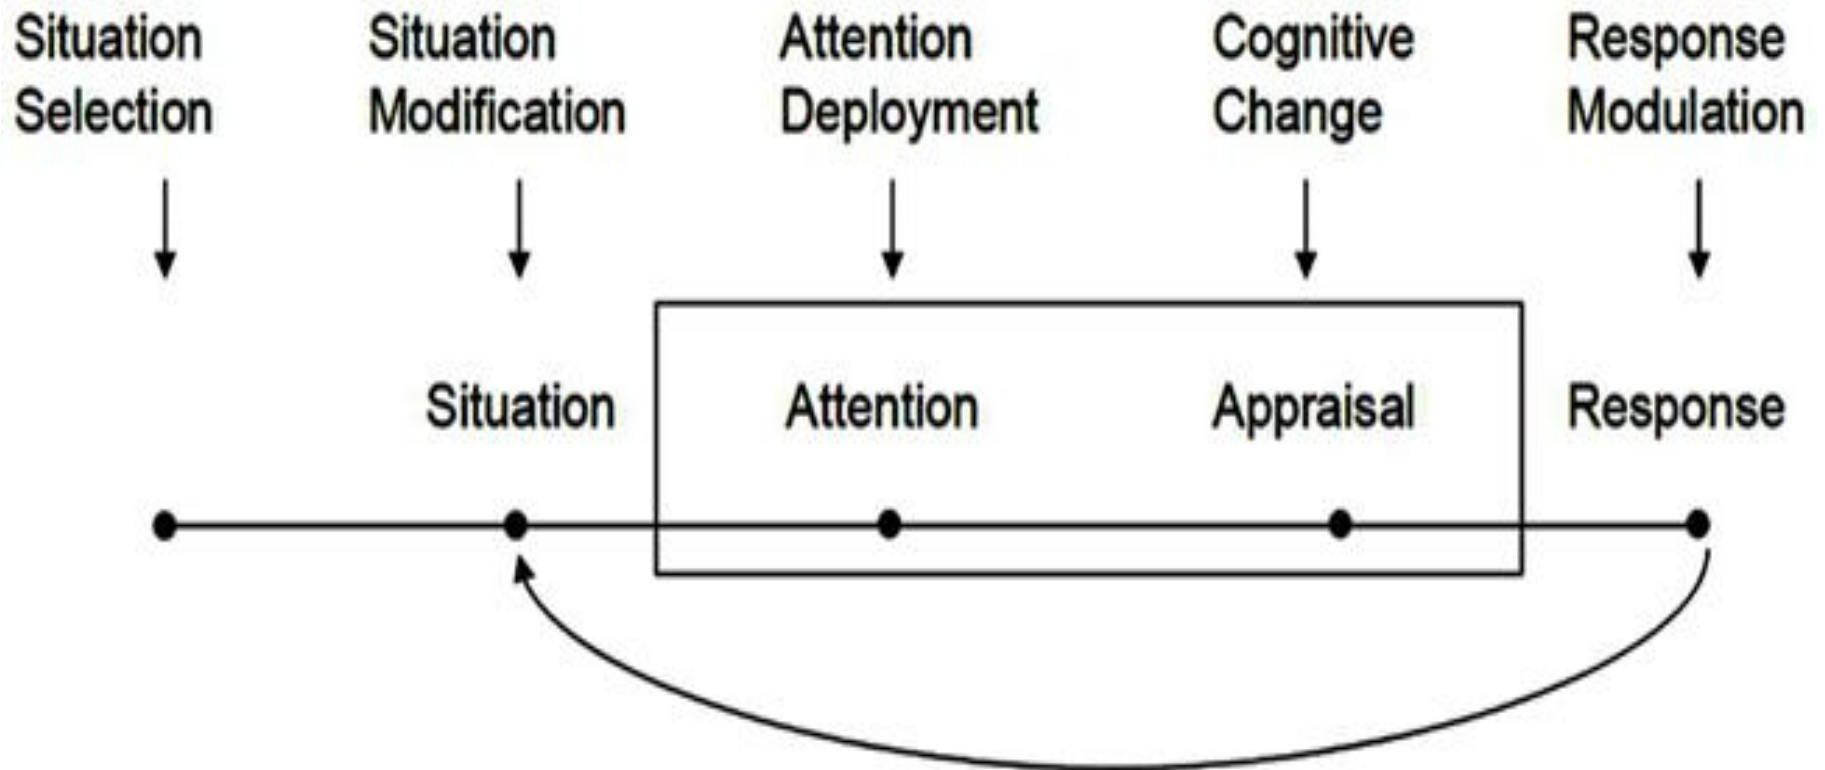 Situation
Selection
Situation
Modification
Attention
Deployment
Cognitive
Change
Response
Modulation
Situation
Attention
Appraisal
Response